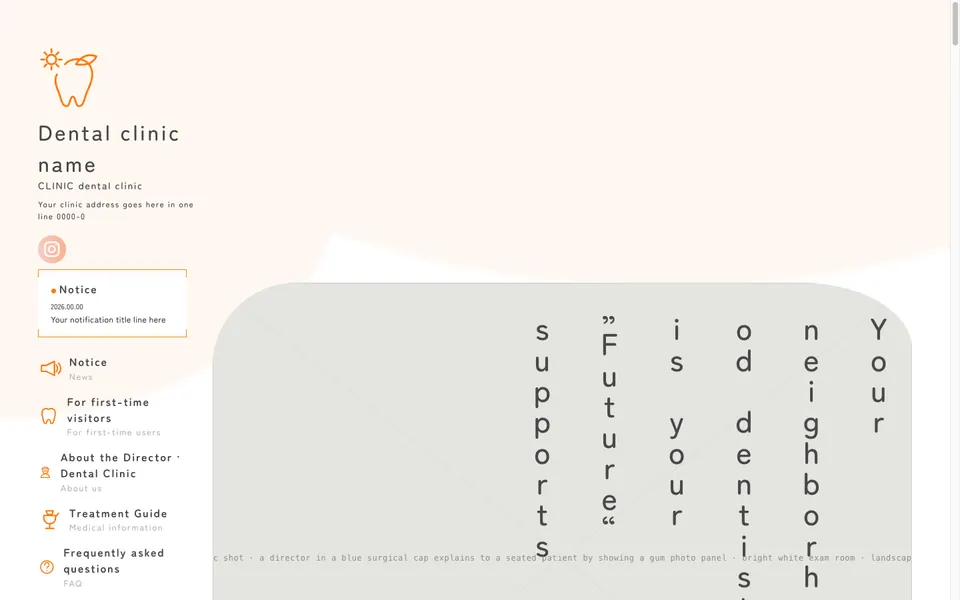 Dental clinic
name
CLINIC dental clinic
Your clinic address goes here in one
line 0000-0
Notice
2026.00.00
Your notification title line here
Notice
News
For first-time
visitors
For first-time users
About the Director ·
Dental Clinic
About us
Treatment Guide
Medical information
Frequently asked
questions
FAQ
Your
neighborh
od dentis
is your
”Future“
supports
c shot · a director in a blue surgical cap explains to a seated patient by showing a gum photo panel · bright white exam room · landscap